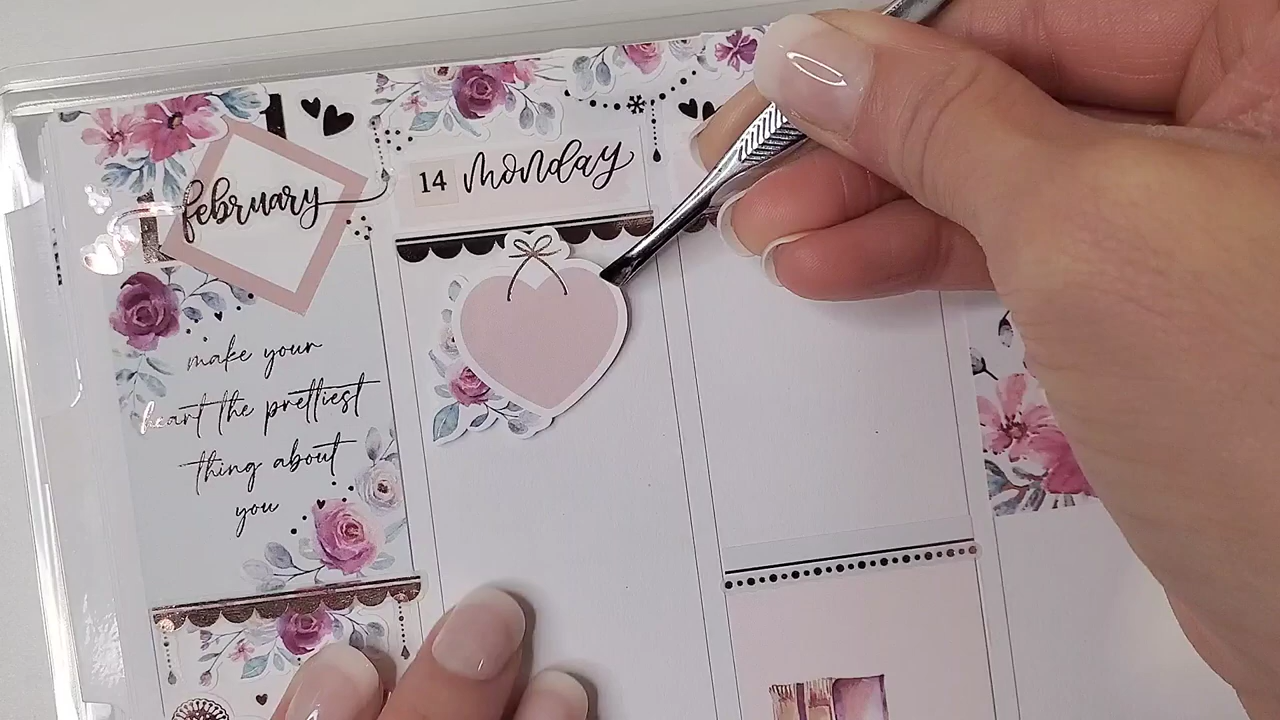 february
14 monday
make your
heart the prettiest
thing about
you